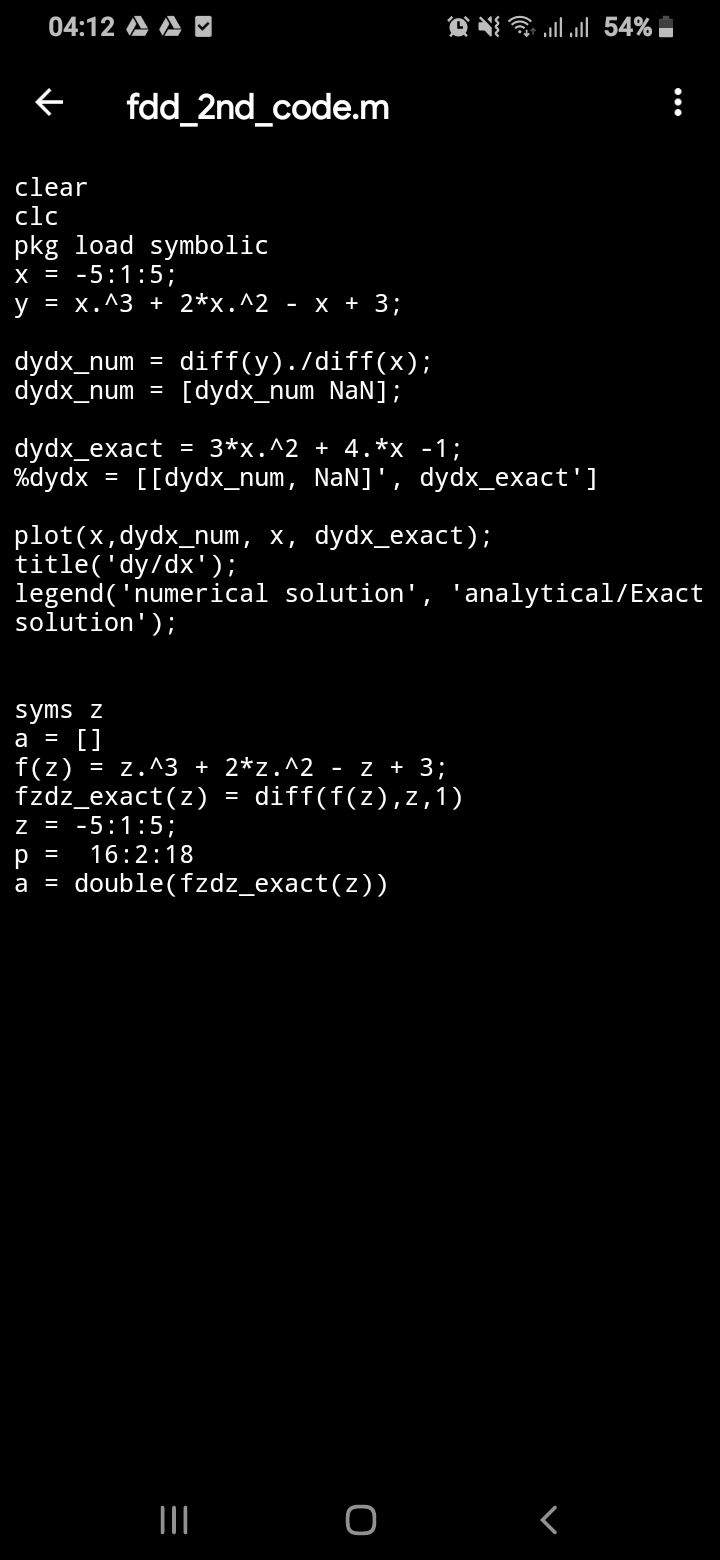 04:12 54%
fdd_2nd_code.m
clear
clc
pkg load symbolic
x = -5:1:5;
y = x.^3 + 2*x.^2 - x + 3;
dydx_num = diff(y)./diff(x);
dydx_num = [dydx_num NaN];
dydx_exact = 3*x.^2 + 4.*x -1;
%dydx = [[dydx_num, NaN]', dydx_exact']
plot(x,dydx_num, x, dydx_exact);
title('dy/dx');
legend('numerical solution', 'analytical/Exact
solution');
syms z
a = []
f(z) = z.^3 + 2*z.^2 - z + 3;
fzdz_exact(z) = diff(f(z),z,1)
z = -5:1:5;
p =  16:2:18
a = double(fzdz_exact(z))